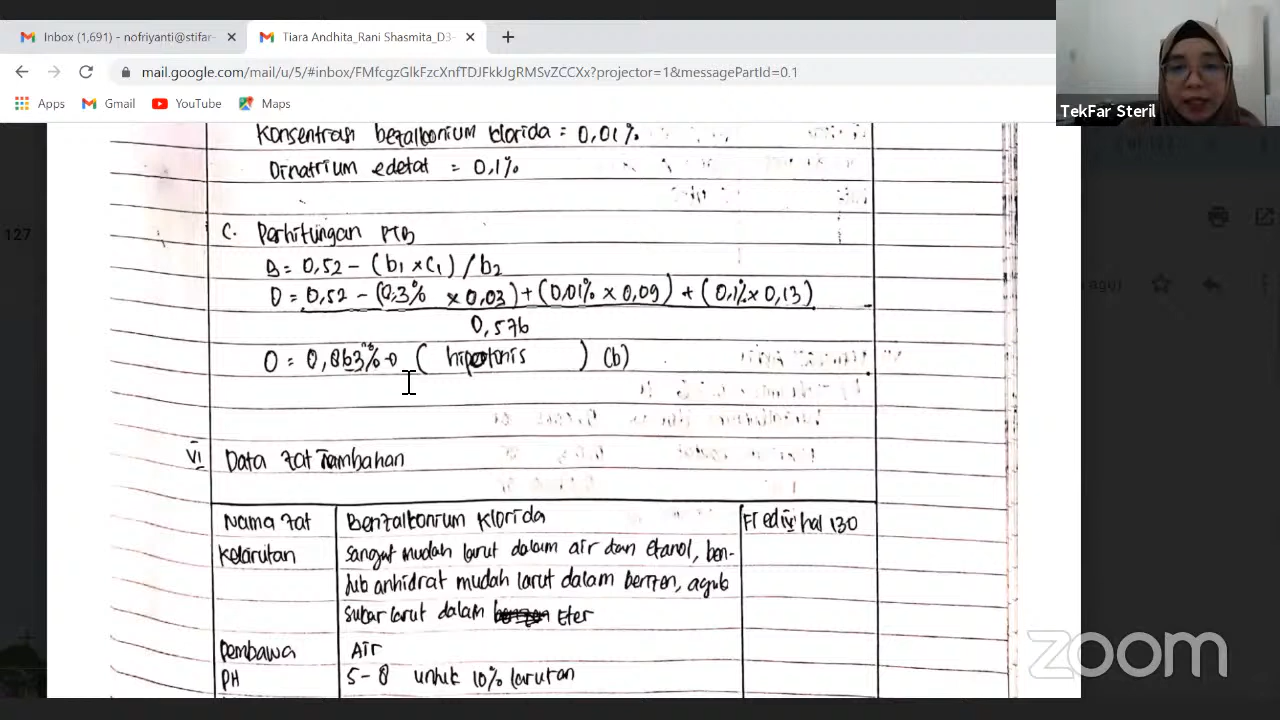 Inbox (1,691) - nofriyanti@stifar-
Tiara Andhita_Rani Shasmita_D3-
mail.google.com/mail/u/5/#inbox/FMfcgzGlkFzcXnfTDJFkkJgRMSvZCCXx?projector=1&messagePartId=0.1
Apps Gmail YouTube Maps
TekFar Steril
Konsentrasi bezalkonium klorida = 0,01%
Dinatrium edetat = 0,1%
127
C. Perhitungan PTB
B = 0,52 - (b1 x C1) / b2
B = 0,52 - (0,3% x 0,03) + (0,01% x 0,09) + (0,1% x 0,13)
0,576
B = 0,863% ( hipotonis ) (b)
VI Data zat Tambahan
Nama zat Benzalkonium Klorida FI edisi IV hal 130
Kelarutan sangat mudah larut dalam air dan etanol, ben-
tuk anhidrat mudah larut dalam benzen, agak
sukar larut dalam Eter
Pembawa Air
PH 5-8 untuk 10% larutan
zoom